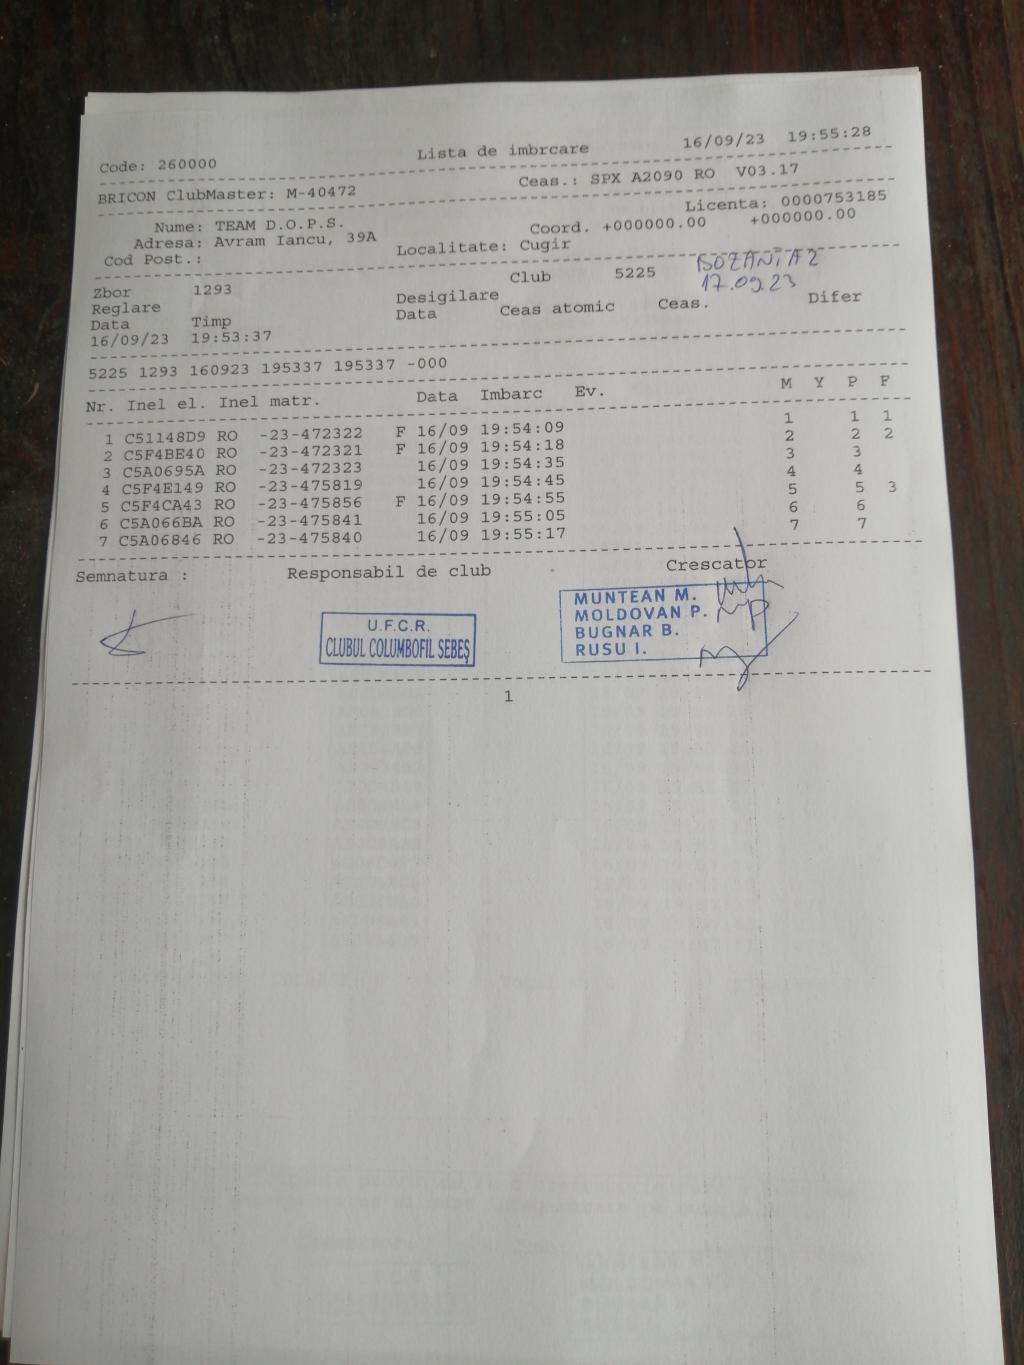 Code: 260000 Lista de imbrcare 16/09/23 19:55:28
BRICON ClubMaster: M-40472 Ceas.: SPX A2090 RO V03.17
Licenta: 0000753185
Nume: TEAM D.O.P.S. Coord. +000000.00 +000000.00
Adresa: Avram Iancu, 39A Localitate: Cugir
Cod Post.:
BOZANITA 2
Zbor 1293 Club 5225 17.09.23
Reglare Desigilare
Data Timp Data Ceas atomic Ceas. Difer
16/09/23 19:53:37
5225 1293 160923 195337 195337 -000
Nr. Inel el. Inel matr. Data Imbarc Ev. M Y P F
1 C51148D9 RO -23-472322 F 16/09 19:54:09 1 1 1
2 C5F4BE40 RO -23-472321 F 16/09 19:54:18 2 2 2
3 C5A0695A RO -23-472323 16/09 19:54:35 3 3
4 C5F4E149 RO -23-475819 16/09 19:54:45 4 4
5 C5F4CA43 RO -23-475856 F 16/09 19:54:55 5 5 3
6 C5A066BA RO -23-475841 16/09 19:55:05 6 6
7 C5A06846 RO -23-475840 16/09 19:55:17 7 7
Semnatura : Responsabil de club Crescator
U.F.C.R.
CLUBUL COLUMBOFIL SEBEȘ
MUNTEAN M.
MOLDOVAN P.
BUGNAR B.
RUSU I.
1